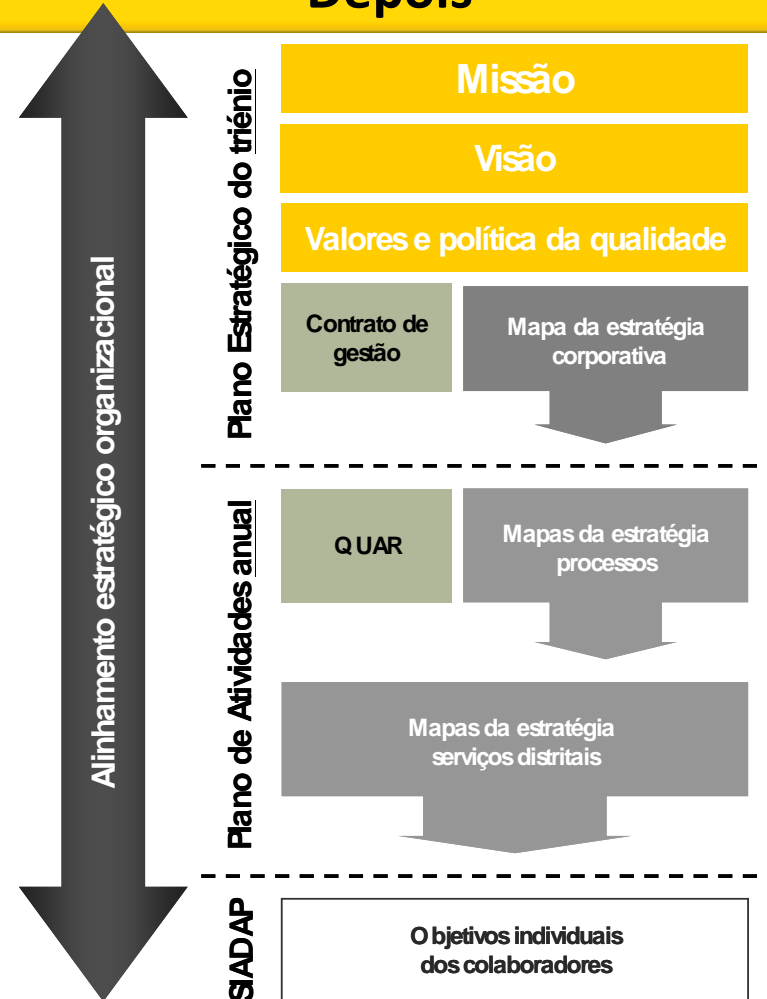 Depois
Alinhamento estratégico organizacional
Plano Estratégico do triénio
Missão
Visão
Valores e política da qualidade
Contrato de
gestão
Mapa da estratégia
corporativa
Plano de Atividades anual
QUAR
Mapas da estratégia
processos
Mapas da estratégia
serviços distritais
SIADAP
Objetivos individuais
dos colaboradores